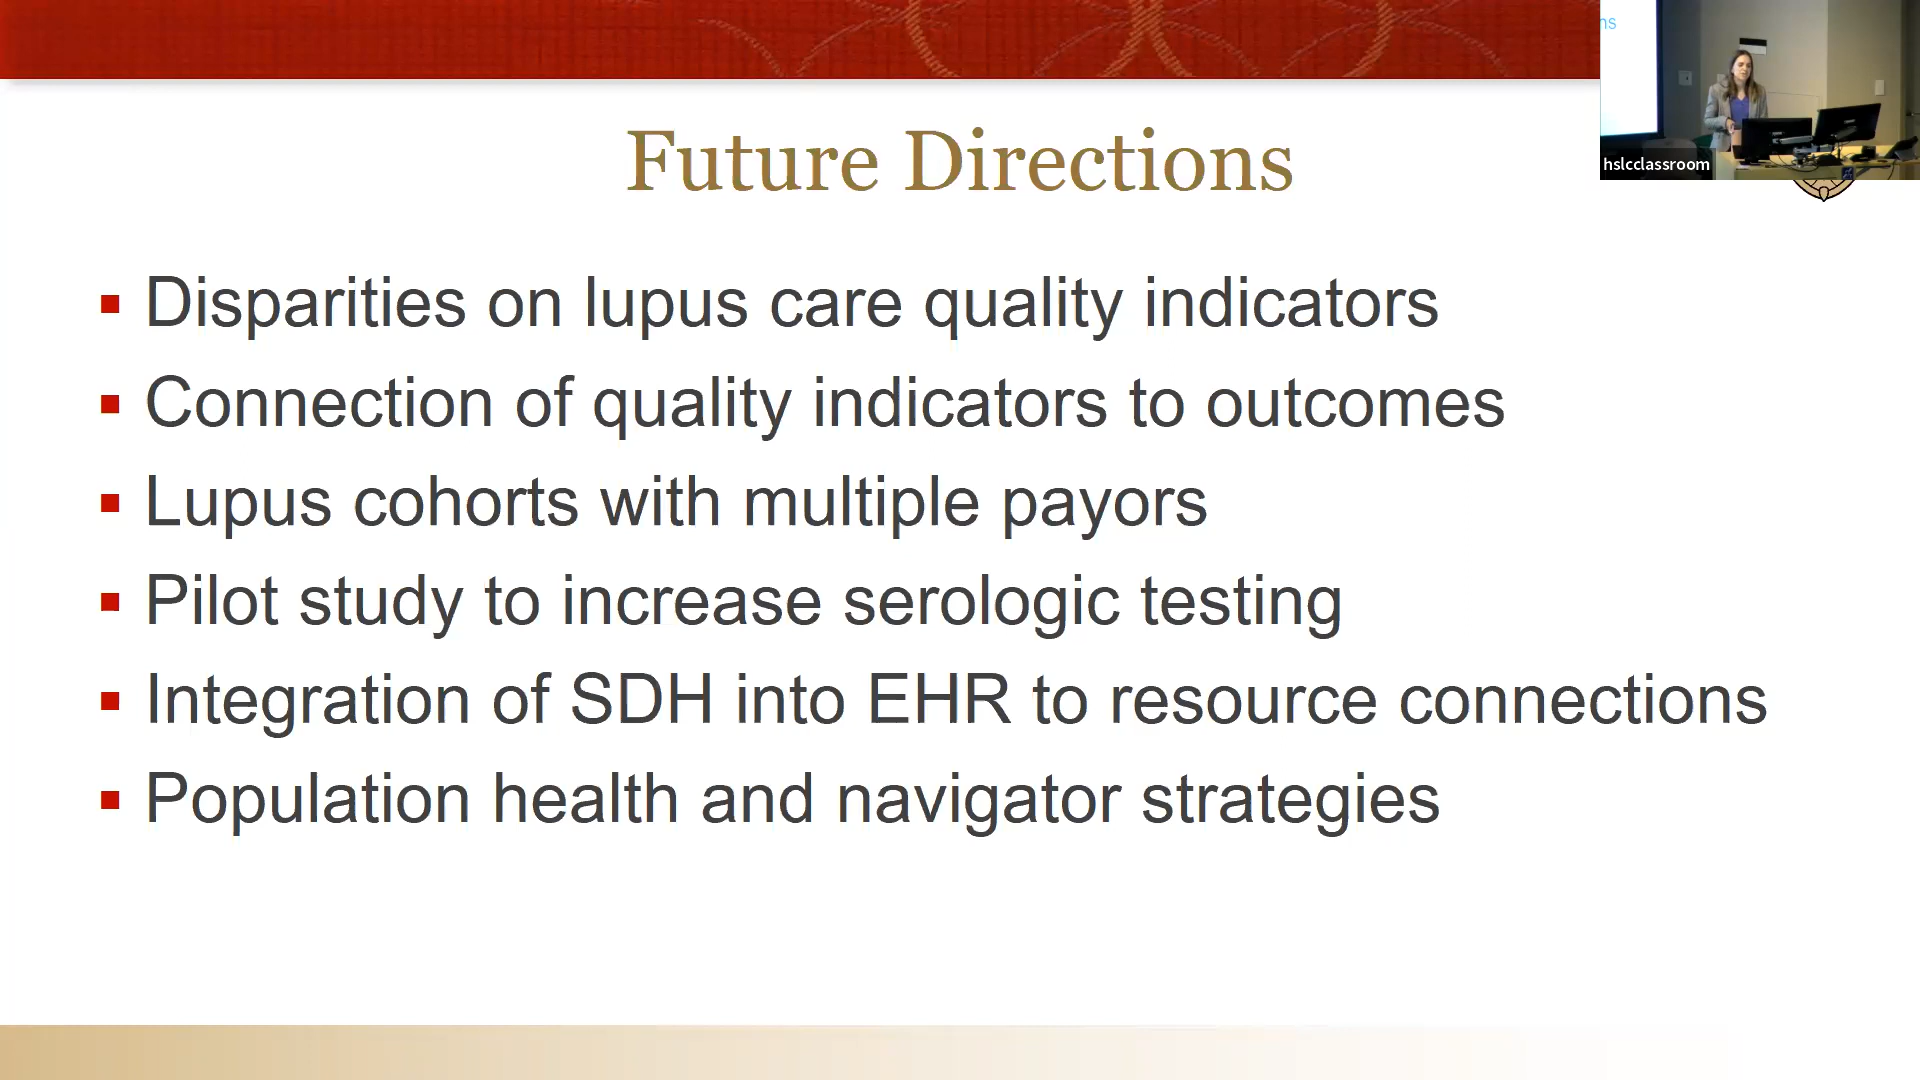 Future Directions
Disparities on lupus care quality indicators
Connection of quality indicators to outcomes
Lupus cohorts with multiple payors
Pilot study to increase serologic testing
Integration of SDH into EHR to resource connections
Population health and navigator strategies
ns
hslcclassroom